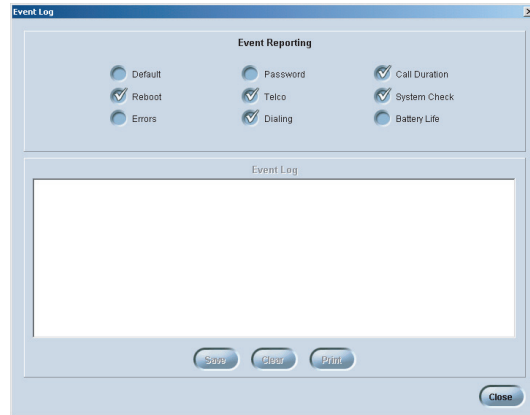 Event Log
Event Reporting
Default Password Call Duration
Reboot Telco System Check
Errors Dialing Battery Life
Event Log
Save Clear Print
Close